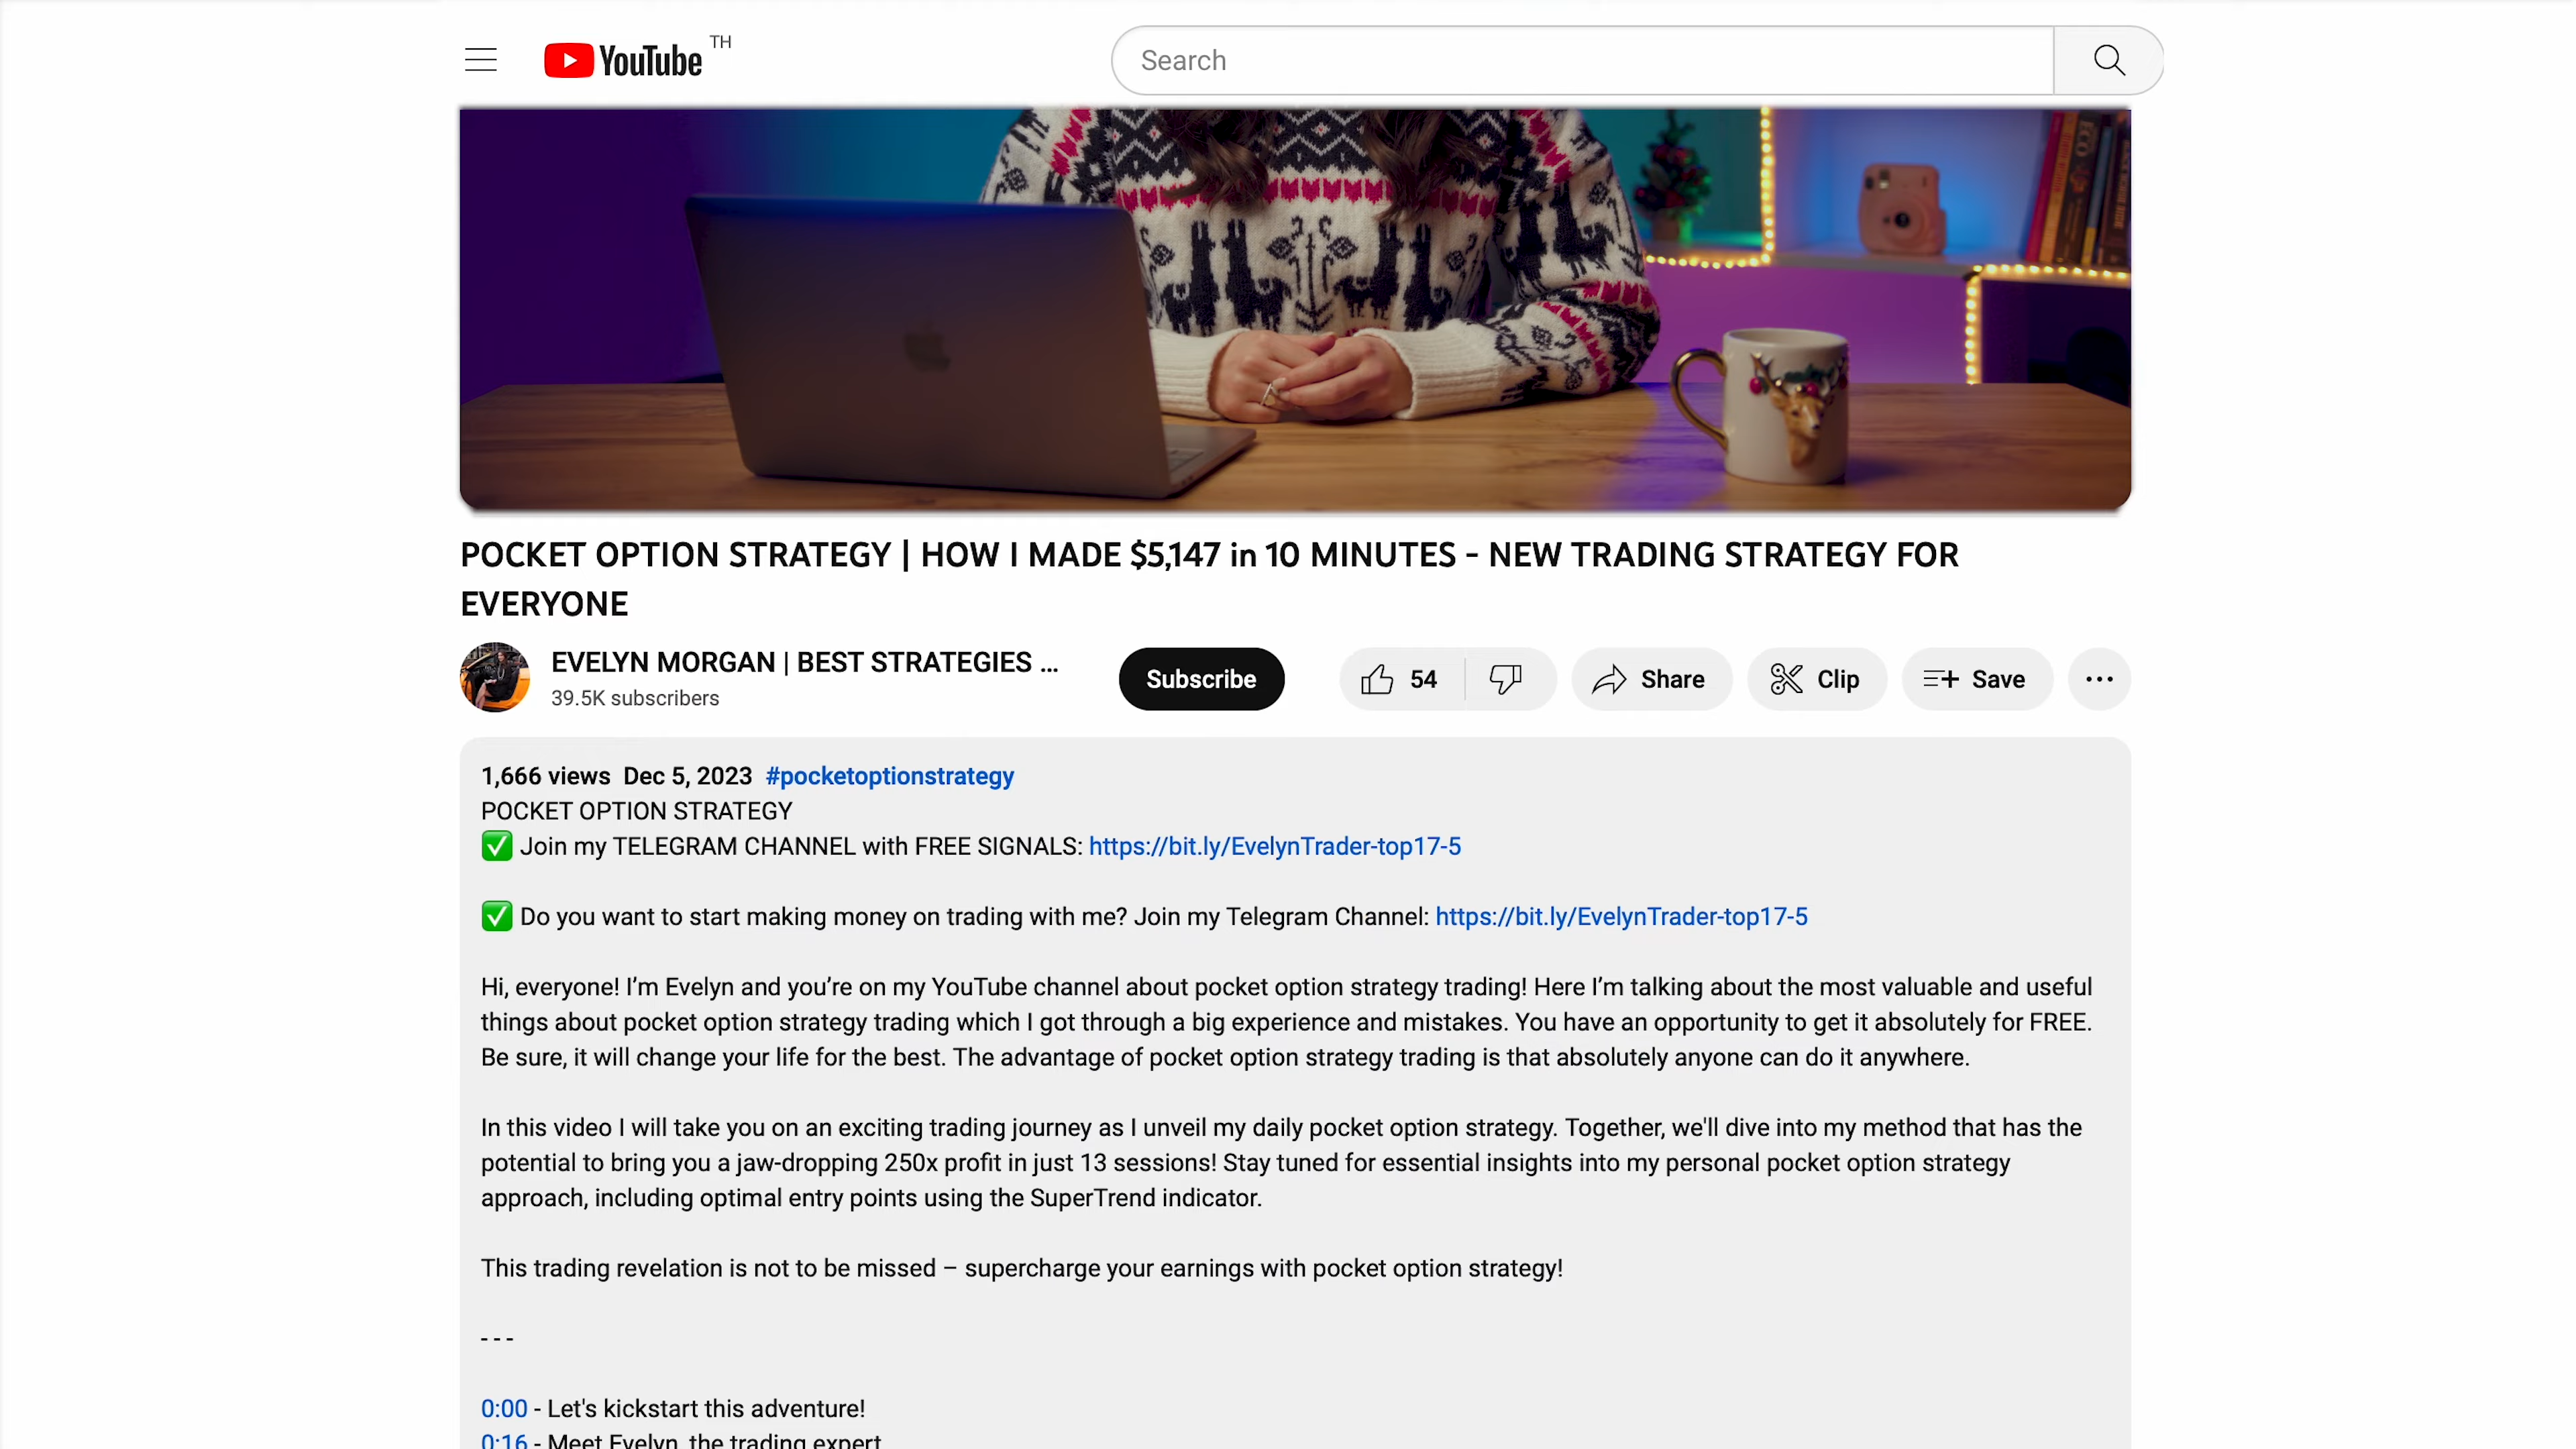 YouTube TH
Search
POCKET OPTION STRATEGY | HOW I MADE $5,147 in 10 MINUTES - NEW TRADING STRATEGY FOR
EVERYONE
EVELYN MORGAN | BEST STRATEGIES ...
39.5K subscribers
Subscribe
54
Share
Clip
Save
1,666 views Dec 5, 2023 #pocketoptionstrategy
POCKET OPTION STRATEGY
✅ Join my TELEGRAM CHANNEL with FREE SIGNALS: https://bit.ly/EvelynTrader-top17-5
✅ Do you want to start making money on trading with me? Join my Telegram Channel: https://bit.ly/EvelynTrader-top17-5
Hi, everyone! I’m Evelyn and you’re on my YouTube channel about pocket option strategy trading! Here I’m talking about the most valuable and useful
things about pocket option strategy trading which I got through a big experience and mistakes. You have an opportunity to get it absolutely for FREE.
Be sure, it will change your life for the best. The advantage of pocket option strategy trading is that absolutely anyone can do it anywhere.
In this video I will take you on an exciting trading journey as I unveil my daily pocket option strategy. Together, we'll dive into my method that has the
potential to bring you a jaw-dropping 250x profit in just 13 sessions! Stay tuned for essential insights into my personal pocket option strategy
approach, including optimal entry points using the SuperTrend indicator.
This trading revelation is not to be missed – supercharge your earnings with pocket option strategy!
- - -
0:00 - Let's kickstart this adventure!
0:16 - Meet Evelyn, the trading expert